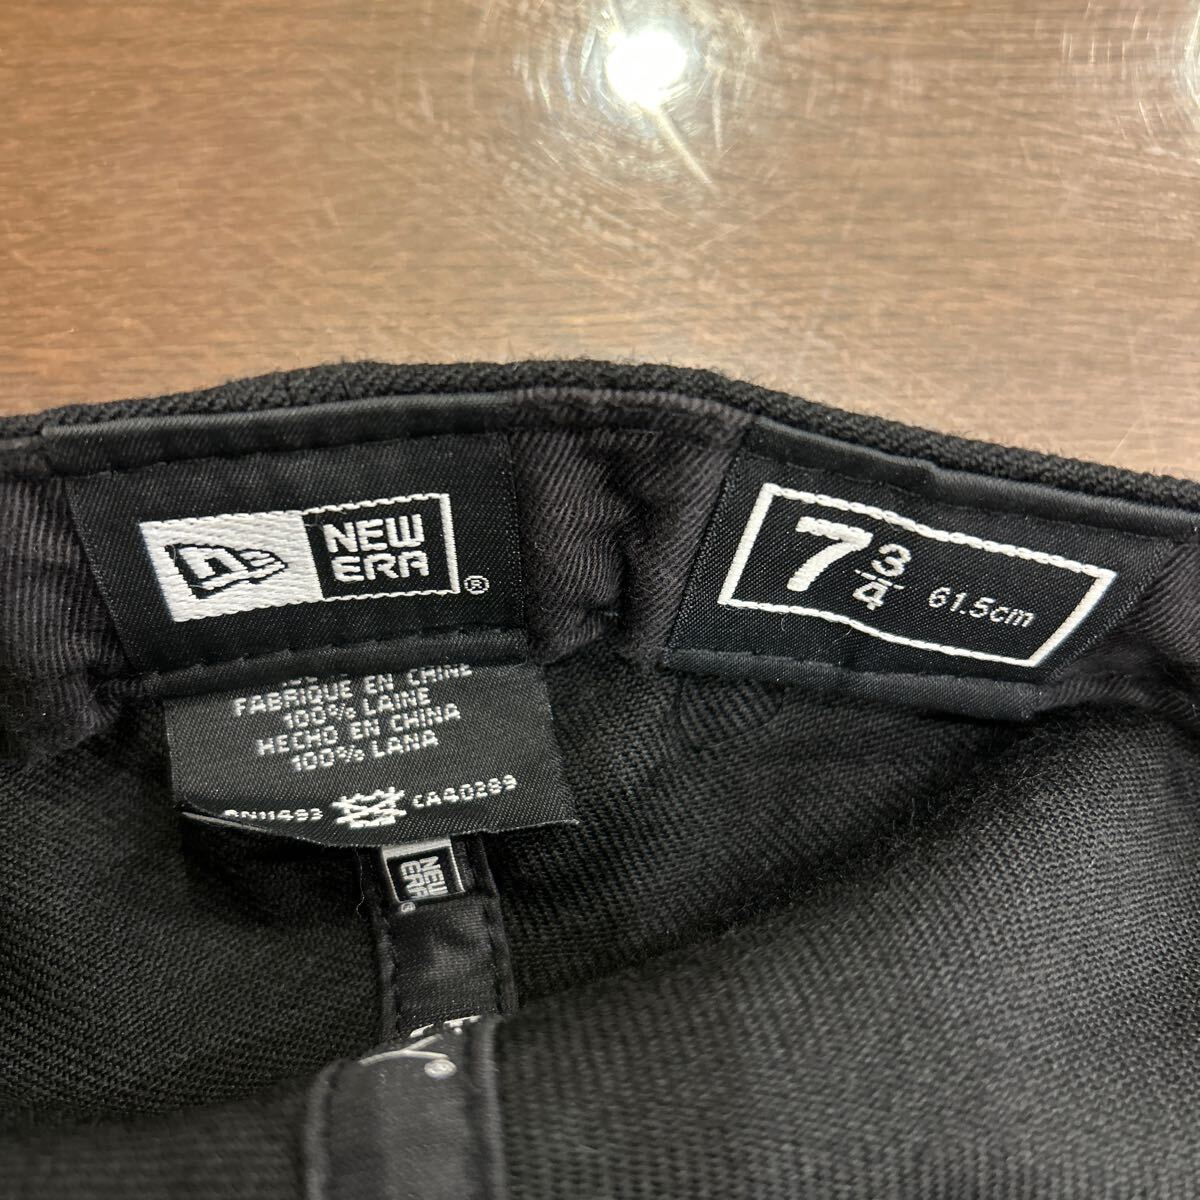 NEW
ERA
®
7 3/4 61.5cm
FABRIQUE EN CHINE
100% LAINE
HECHO EN CHINA
100% LANA
RN11493 CA40289
NEW
ERA
®